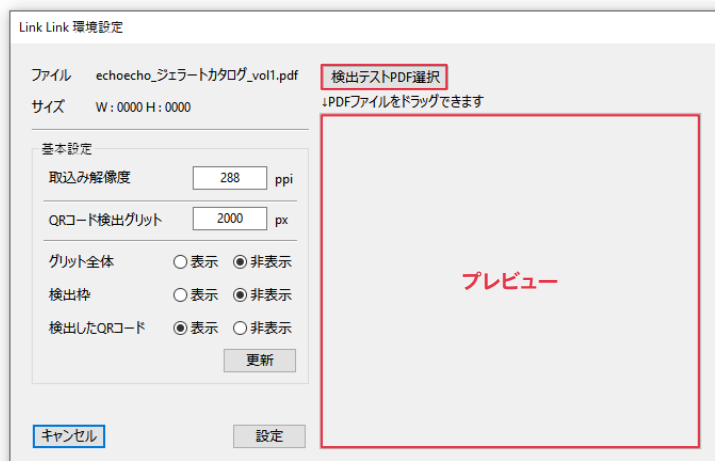 Link Link 環境設定
ファイル echoecho_ジェラートカタログ_vol1.pdf
サイズ W : 0000 H : 0000
検出テストPDF選択
↓PDFファイルをドラッグできます
基本設定
取込み解像度 288 ppi
QRコード検出グリット 2000 px
グリット全体 表示 非表示
検出枠 表示 非表示
検出したQRコード 表示 非表示
更新
キャンセル 設定
プレビュー